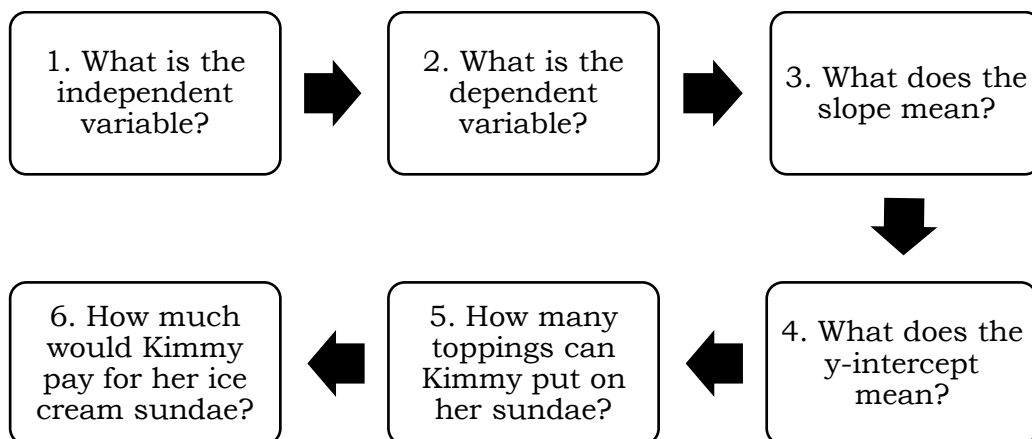 1. What is the
independent
variable?
2. What is the
dependent
variable?
3. What does the
slope mean?
4. What does the
y-intercept
mean?
5. How many
toppings can
Kimmy put on
her sundae?
6. How much
would Kimmy
pay for her ice
cream sundae?